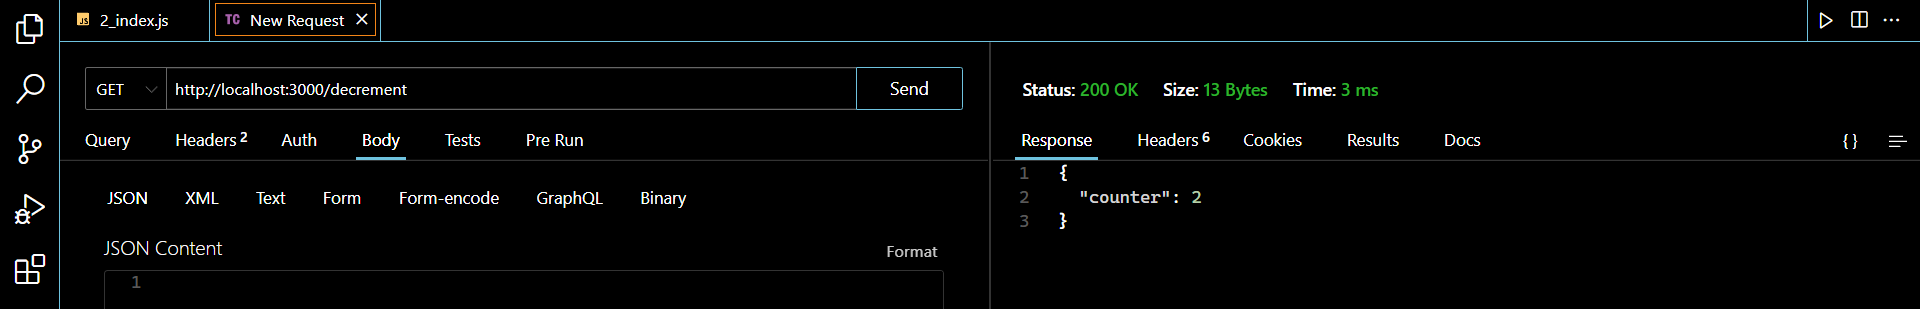 JS 2_index.js
TC New Request ×
GET http://localhost:3000/decrement Send
Query Headers 2 Auth Body Tests Pre Run
JSON XML Text Form Form-encode GraphQL Binary
JSON Content Format
1
Status: 200 OK Size: 13 Bytes Time: 3 ms
Response Headers 6 Cookies Results Docs {}
1 {
2 "counter": 2
3 }